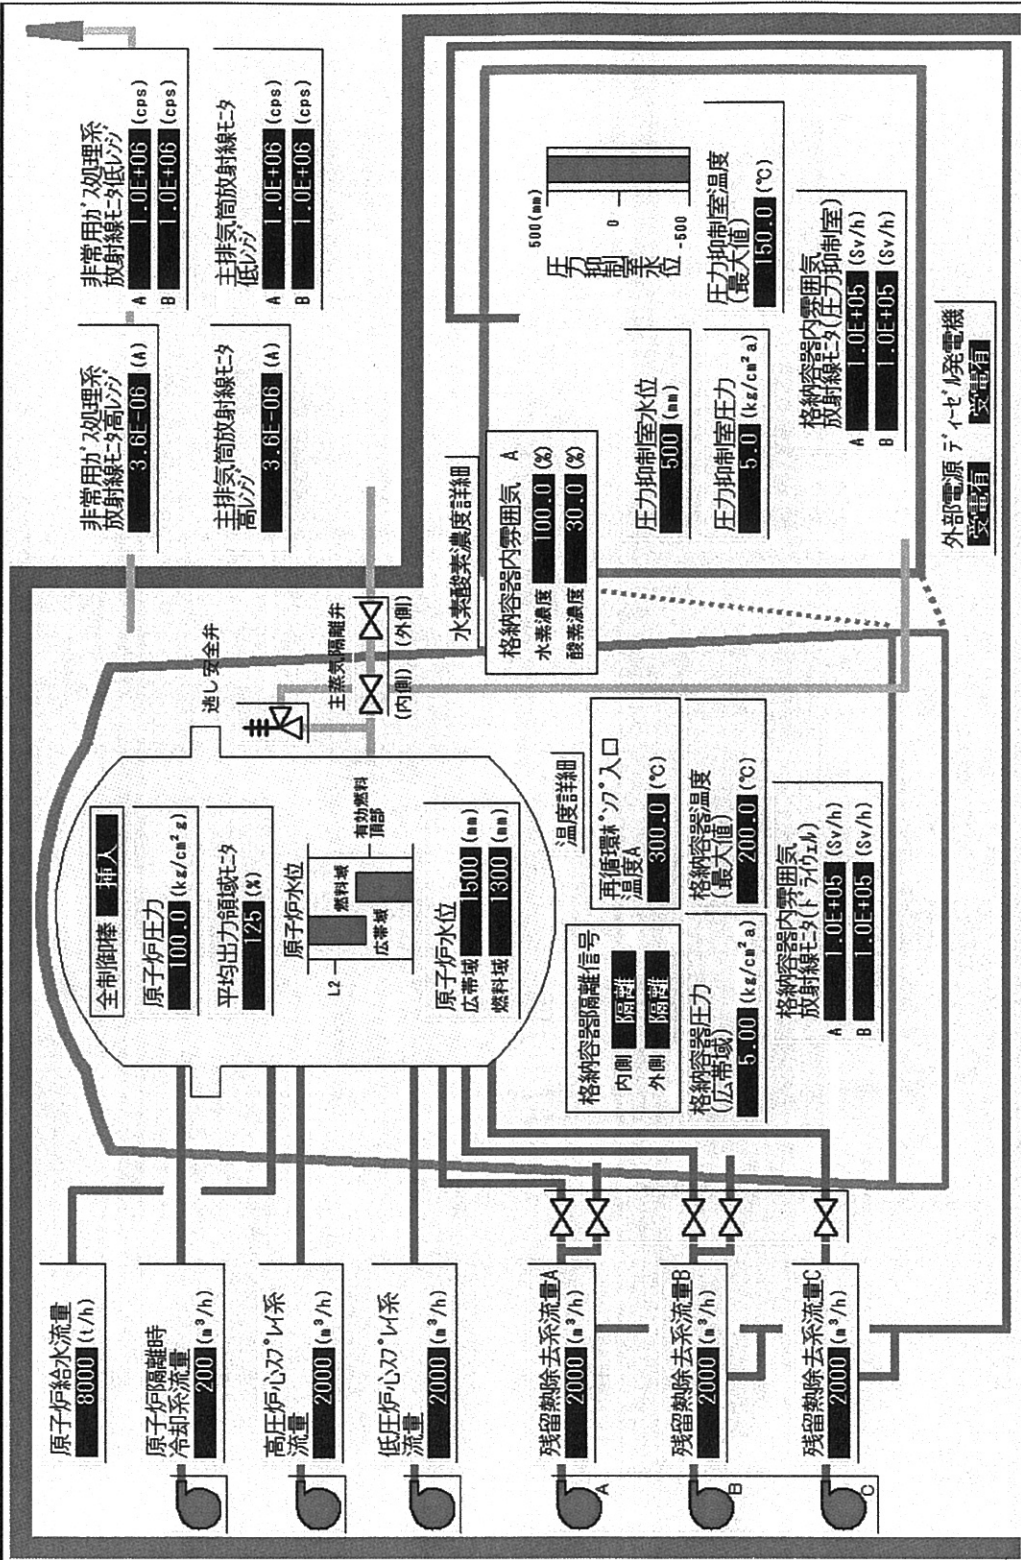 原子炉給水流量
8000 (t/h)
原子炉隔離時
冷却系流量
200 (m³/h)
高圧炉心スプレイ系
流量
2000 (m³/h)
低圧炉心スプレイ系
流量
2000 (m³/h)
残留熱除去系流量A
2000 (m³/h)
A
残留熱除去系流量B
2000 (m³/h)
B
残留熱除去系流量C
2000 (m³/h)
C
全制御棒 挿入
原子炉圧力
100.0 (kg/cm² g)
平均出力領域モニタ
125 (%)
原子炉水位
L2
燃料域
広帯域
有効燃料
頂部
原子炉水位
広帯域 1500 (mm)
燃料域 1300 (mm)
逃し安全弁
主蒸気隔離弁
(内側) (外側)
格納容器隔離信号
内側 隔離
外側 隔離
温度詳細
再循環ポンプ入口
温度A
300.0 (℃)
格納容器圧力
(広帯域)
5.00 (kg/cm² a)
格納容器温度
(最大値)
200.0 (℃)
格納容器内雰囲気
放射線モニタ(ドライウェル)
A 1.0E+05 (Sv/h)
B 1.0E+05 (Sv/h)
非常用ガス処理系
放射線モニタ高レンジ
3.6E-06 (A)
非常用ガス処理系
放射線モニタ低レンジ
A 1.0E+06 (cps)
B 1.0E+06 (cps)
主排気筒放射線モニタ
高レンジ
3.6E-06 (A)
主排気筒放射線モニタ
低レンジ
A 1.0E+06 (cps)
B 1.0E+06 (cps)
水素酸素濃度詳細
格納容器内雰囲気 A
水素濃度 100.0 (%)
酸素濃度 30.0 (%)
圧力抑制室水位
500(mm)
0
-500
圧力抑制室水位
500 (mm)
圧力抑制室圧力
5.0 (kg/cm² a)
圧力抑制室温度
(最大値)
150.0 (℃)
格納容器内雰囲気
放射線モニタ(圧力抑制室)
A 1.0E+05 (Sv/h)
B 1.0E+05 (Sv/h)
外部電源 ディーゼル発電機
受電有 受電有